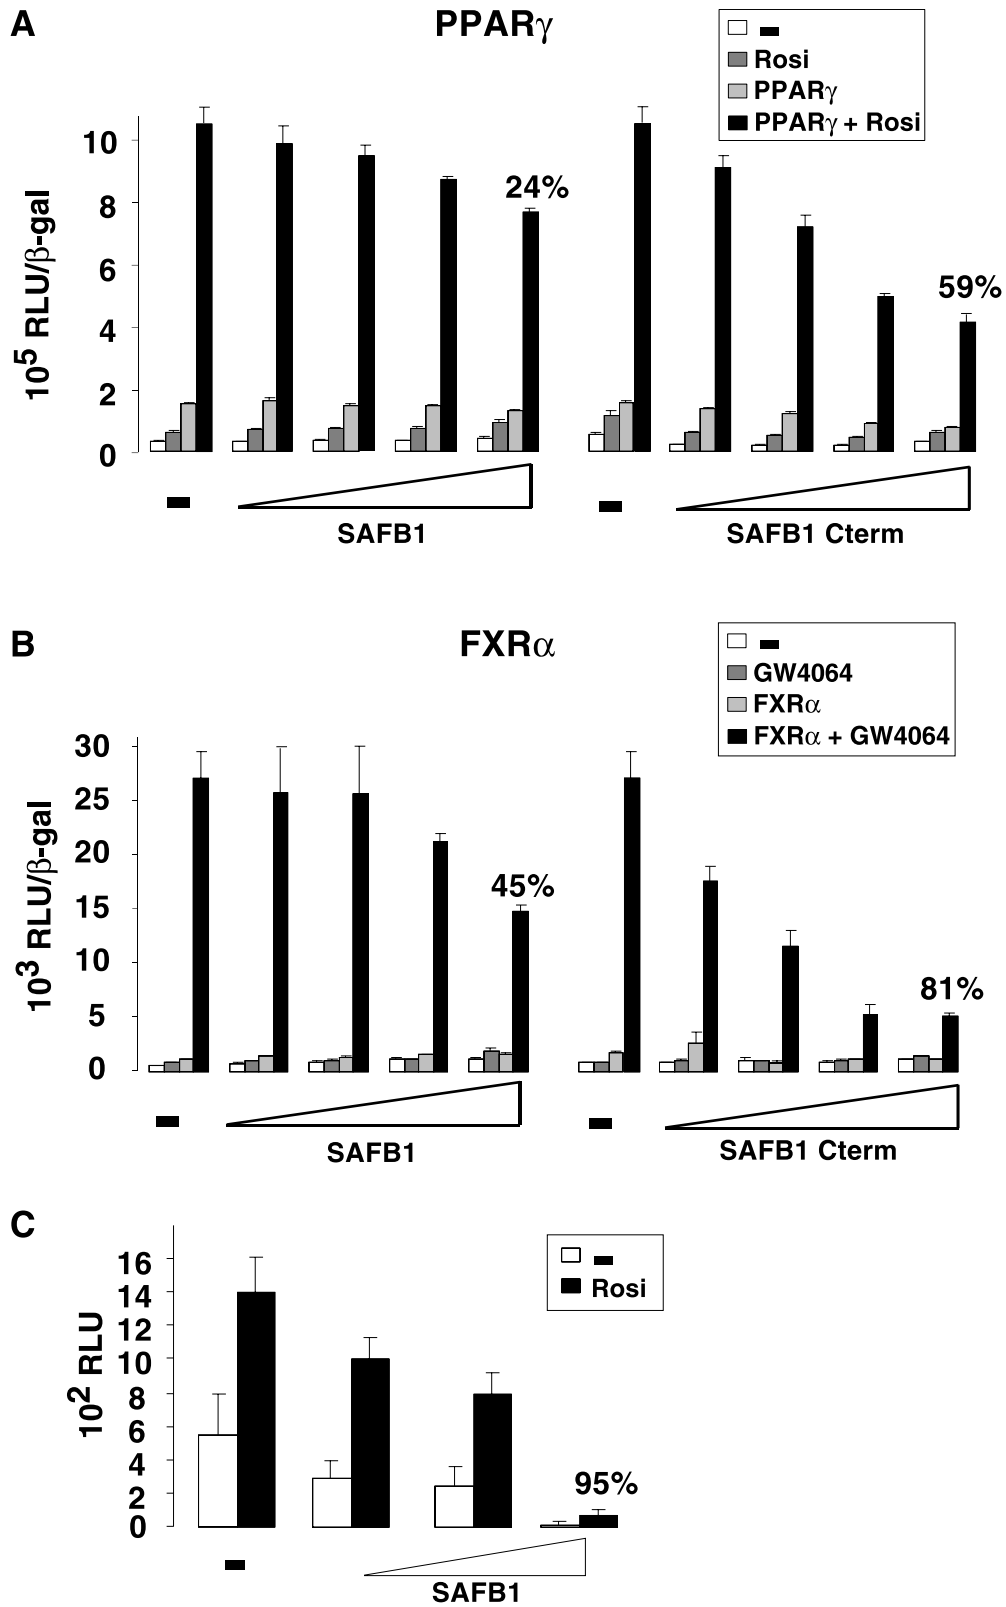 A
PPARγ
-
Rosi
PPARγ
PPARγ + Rosi
10⁵ RLU/β-gal
10
8
6
4
2
0
24%
59%
-
SAFB1
-
SAFB1 Cterm
B
FXRα
-
GW4064
FXRα
FXRα + GW4064
10³ RLU/β-gal
30
25
20
15
10
5
0
45%
81%
-
SAFB1
-
SAFB1 Cterm
C
-
Rosi
10² RLU
16
14
12
10
8
6
4
2
0
95%
-
SAFB1